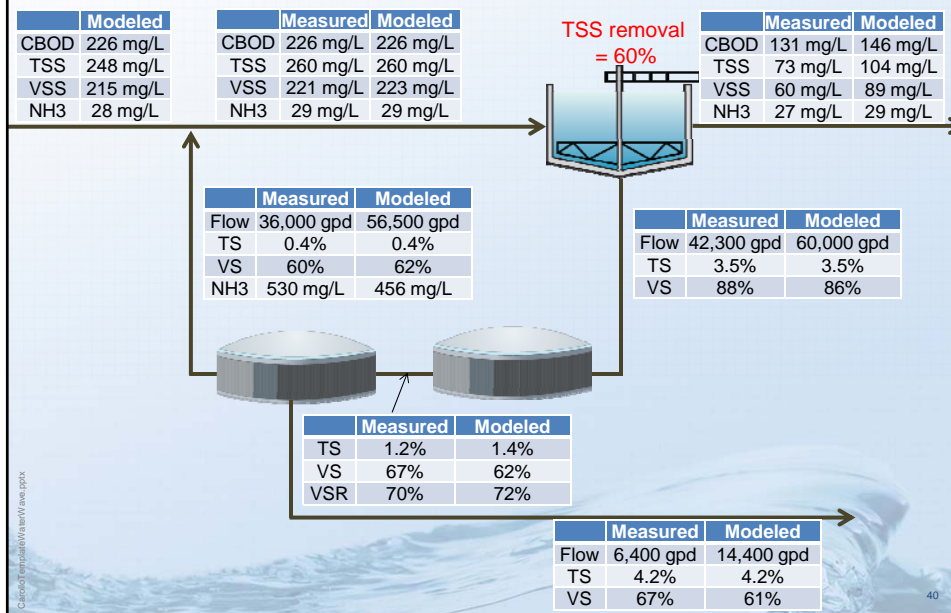 Modeled
CBOD 226 mg/L
TSS 248 mg/L
VSS 215 mg/L
NH3 28 mg/L
Measured Modeled
CBOD 226 mg/L 226 mg/L
TSS 260 mg/L 260 mg/L
VSS 221 mg/L 223 mg/L
NH3 29 mg/L 29 mg/L
TSS removal
= 60%
Measured Modeled
CBOD 131 mg/L 146 mg/L
TSS 73 mg/L 104 mg/L
VSS 60 mg/L 89 mg/L
NH3 27 mg/L 29 mg/L
Measured Modeled
Flow 36,000 gpd 56,500 gpd
TS 0.4% 0.4%
VS 60% 62%
NH3 530 mg/L 456 mg/L
Measured Modeled
Flow 42,300 gpd 60,000 gpd
TS 3.5% 3.5%
VS 88% 86%
Measured Modeled
TS 1.2% 1.4%
VS 67% 62%
VSR 70% 72%
Measured Modeled
Flow 6,400 gpd 14,400 gpd
TS 4.2% 4.2%
VS 67% 61%
CarolloTemplateWaterWave.pptx
40